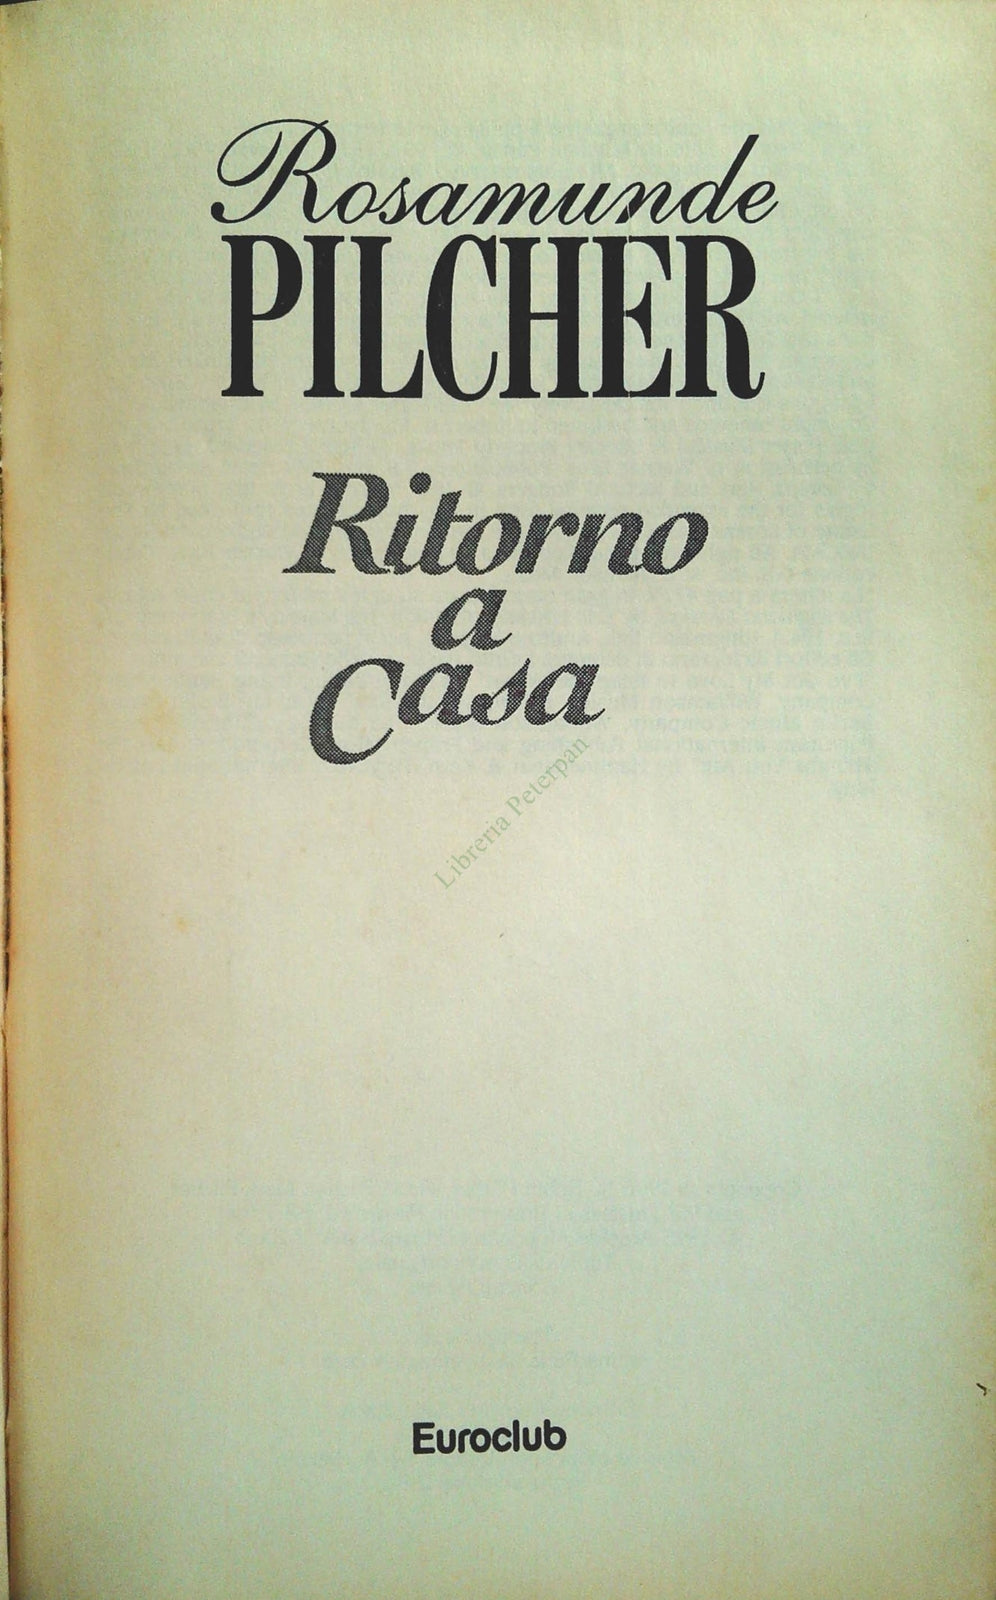 Rosamunde
PILCHER
Ritorno
a
Casa
Libreria Peterpan
Euroclub